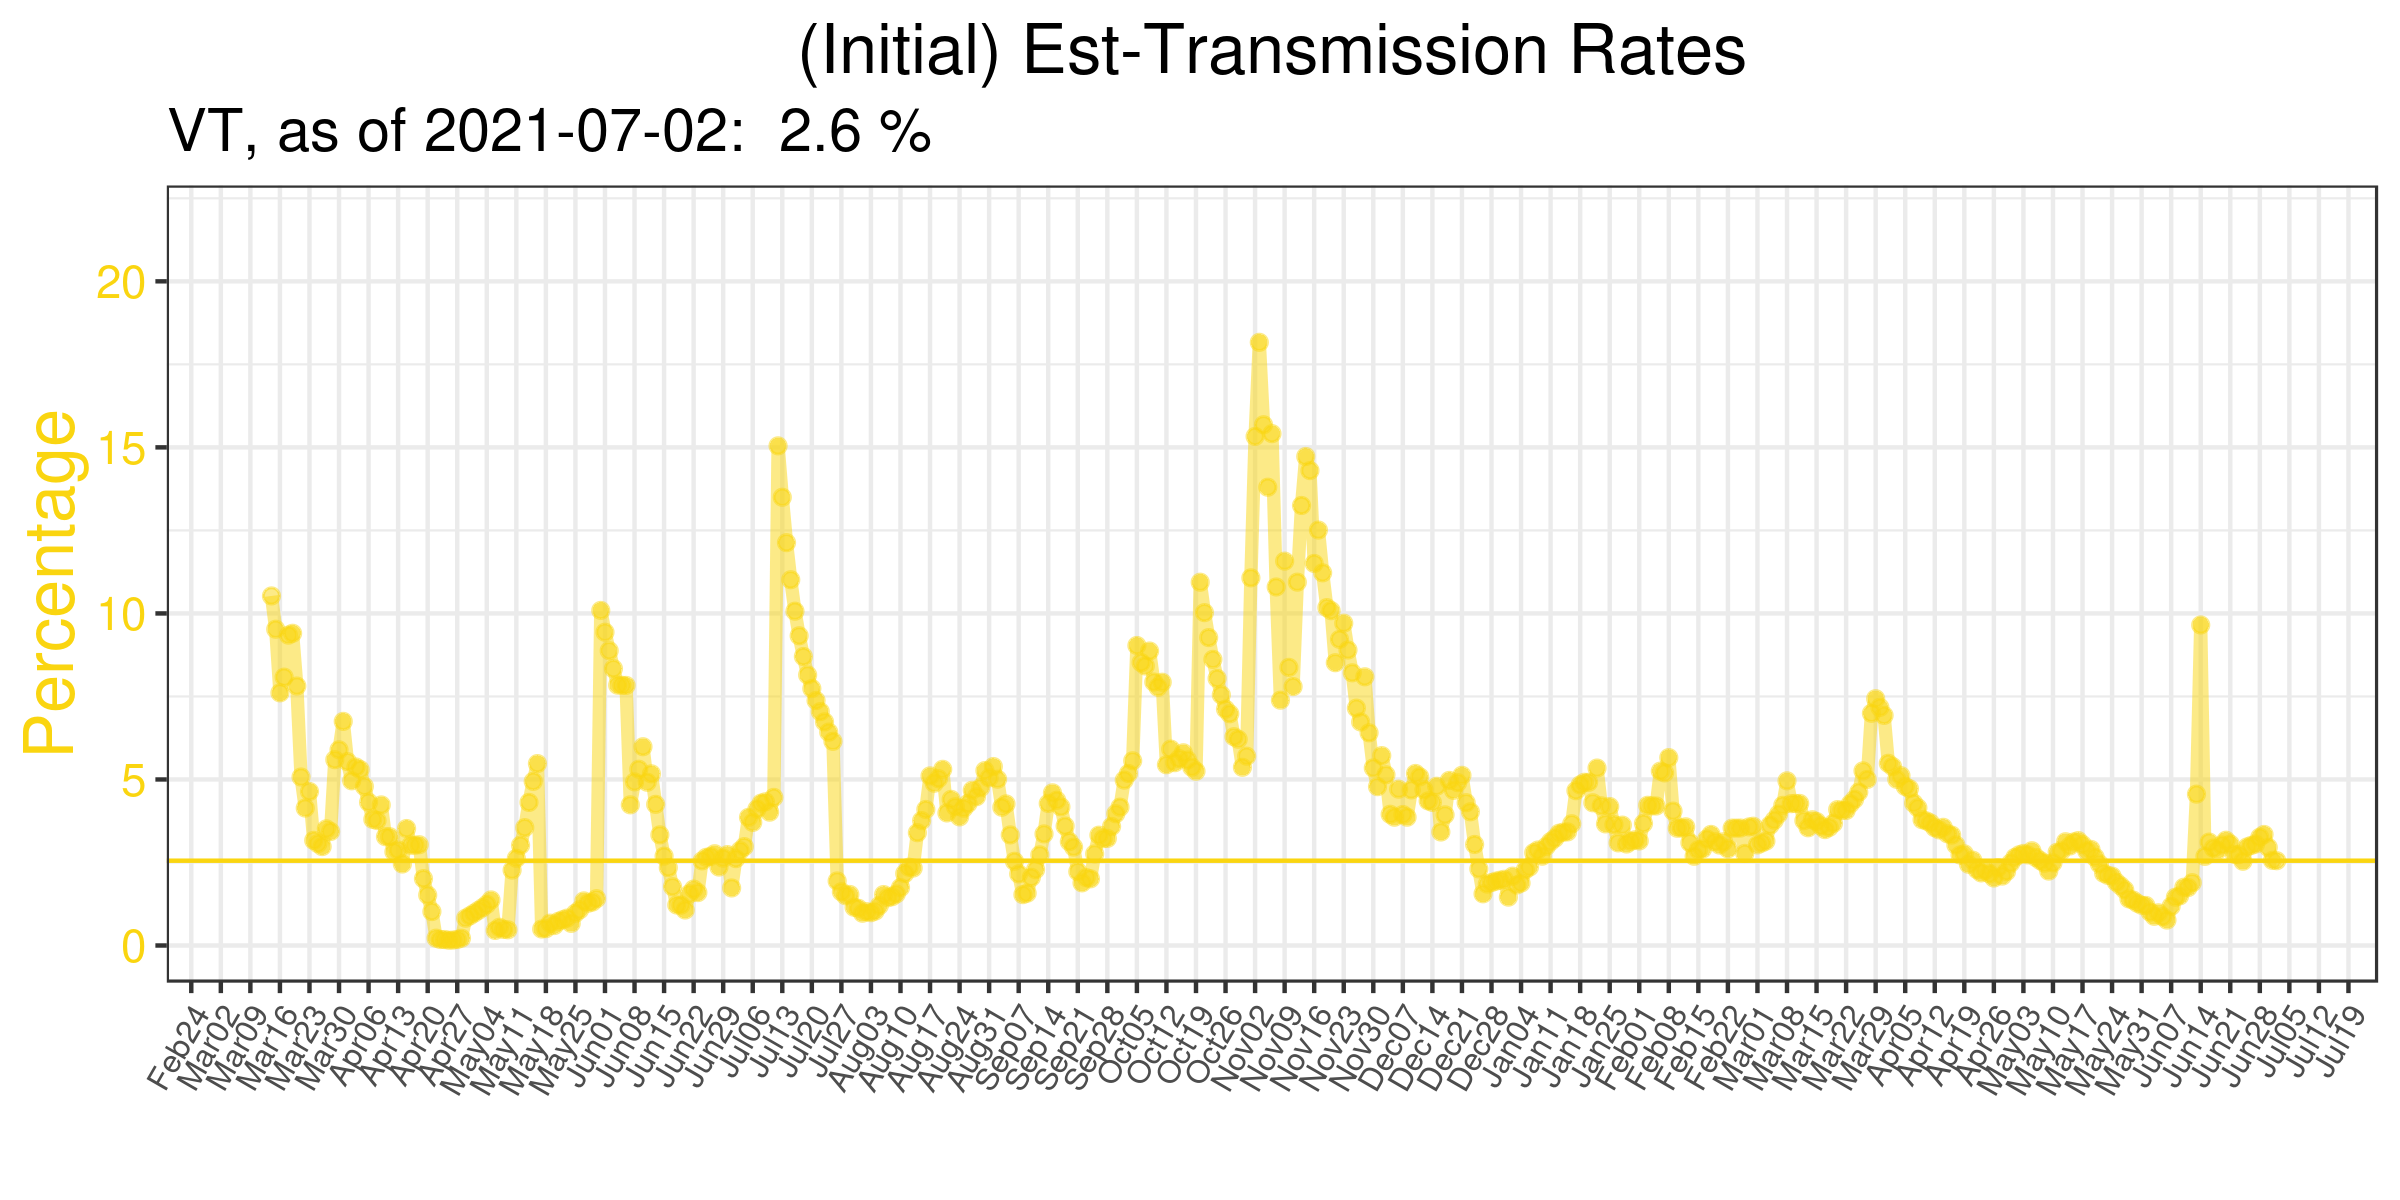 (Initial) Est-Transmission Rates
VT, as of 2021-07-02:  2.6 %
Percentage
20
15
10
5
0
Feb24
Mar02
Mar09
Mar16
Mar23
Mar30
Apr06
Apr13
Apr20
Apr27
May04
May11
May18
May25
Jun01
Jun08
Jun15
Jun22
Jun29
Jul06
Jul13
Jul20
Jul27
Aug03
Aug10
Aug17
Aug24
Aug31
Sep07
Sep14
Sep21
Sep28
Oct05
Oct12
Oct19
Oct26
Nov02
Nov09
Nov16
Nov23
Nov30
Dec07
Dec14
Dec21
Dec28
Jan04
Jan11
Jan18
Jan25
Feb01
Feb08
Feb15
Feb22
Mar01
Mar08
Mar15
Mar22
Mar29
Apr05
Apr12
Apr19
Apr26
May03
May10
May17
May24
May31
Jun07
Jun14
Jun21
Jun28
Jul05
Jul12
Jul19